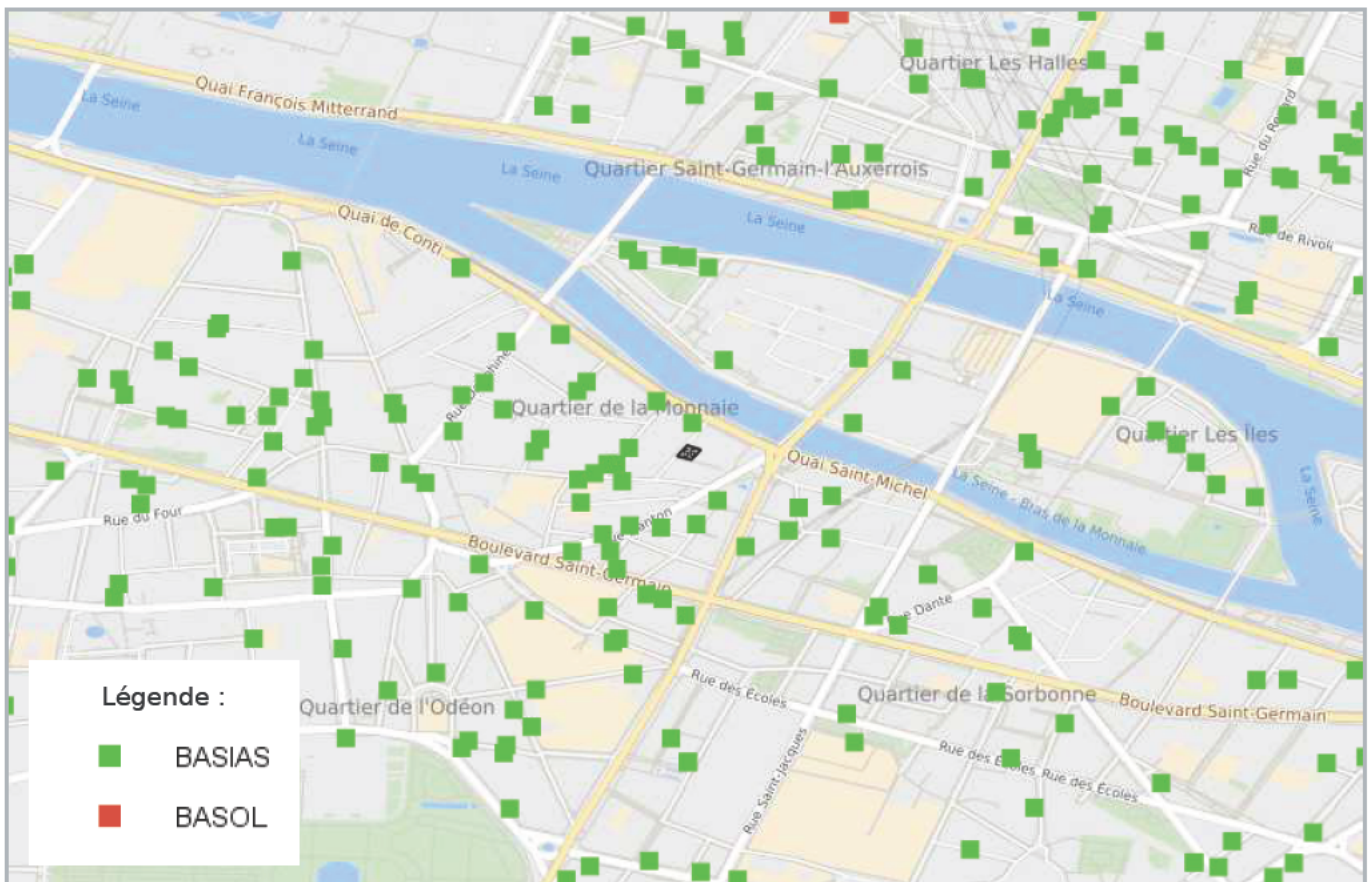 Quai François Mitterrand
La Seine
La Seine
La Seine
Quartier Les Halles
Rue du Renard
Quartier Saint-Germain-l'Auxerrois
Quai de Conti
La Seine
Rue de Rivoli
La Seine
Rue Dauphine
Quartier de la Monnaie
Quartier Les Îles
Quai Saint-Michel
La Seine - Bras de la Monnaie
La Seine
Rue du Four
Rue Danton
Boulevard Saint-Germain
Rue Dante
Rue des Écoles
Quartier de la Sorbonne
Boulevard Saint-Germain
Quartier de l'Odéon
Rue Saint-Jacques
Rue des Écoles
Rue des Écoles
Légende :
BASIAS
BASOL